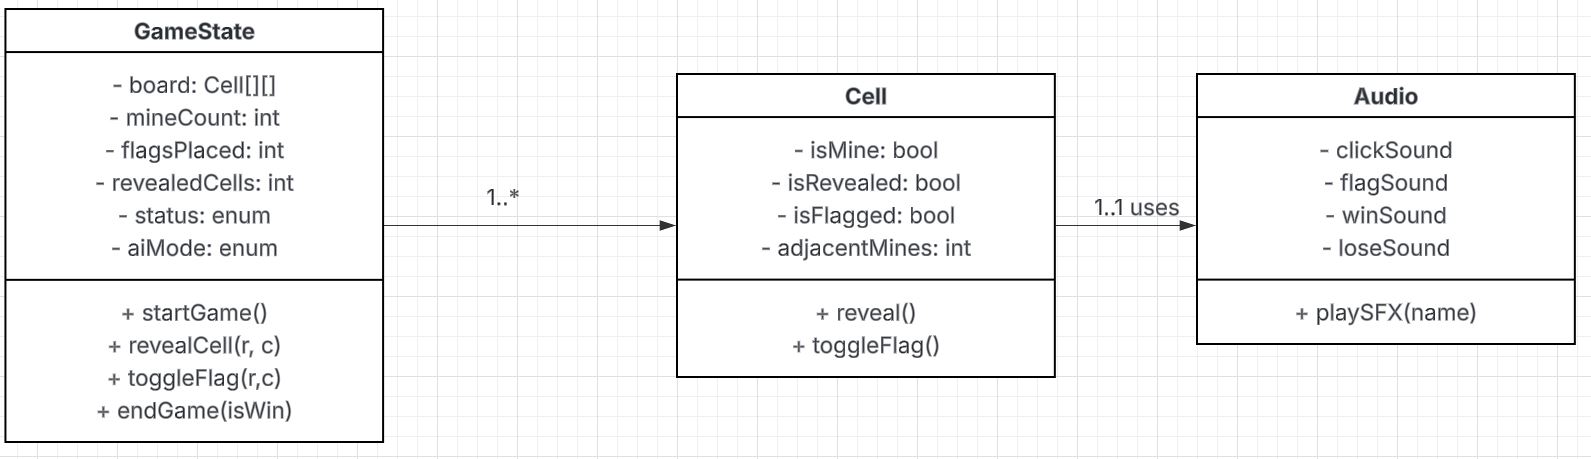 GameState
- board: Cell[][]
- mineCount: int
- flagsPlaced: int
- revealedCells: int
- status: enum
- aiMode: enum
+ startGame()
+ revealCell(r, c)
+ toggleFlag(r,c)
+ endGame(isWin)
1..*
Cell
- isMine: bool
- isRevealed: bool
- isFlagged: bool
- adjacentMines: int
+ reveal()
+ toggleFlag()
1..1 uses
Audio
- clickSound
- flagSound
- winSound
- loseSound
+ playSFX(name)